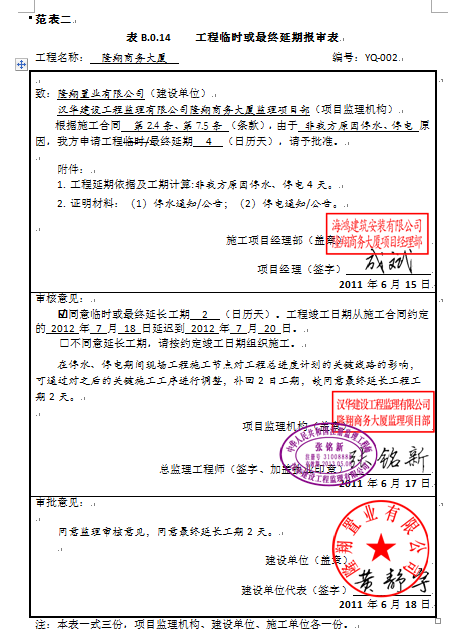 范表二
表 B.0.14 工程临时或最终延期报审表
工程名称: 隆翔商务大厦 编号: YQ-002
致: 隆翔置业有限公司(建设单位)
汉华建设工程监理有限公司隆翔商务大厦监理项目部(项目监理机构)
根据施工合同 第 2.4 条、第 7.5 条 (条款), 由于 非我方原因停水、停电 原
因, 我方申请工程临时/最终延期 4 (日历天), 请予批准。
附件:
1. 工程延期依据及工期计算:非我方原因停水、停电 4 天。
2. 证明材料: (1) 停水通知/公告; (2) 停电通知/公告。
海鸿建筑安装有限公司
隆翔商务大厦项目经理部
施工项目经理部(盖章)
项目经理(签字)
2011 年 6 月 15 日
审核意见:
☑同意临时或最终延长工期 2 (日历天)。工程竣工日期从施工合同约定
的 2012 年 7 月 18 日延迟到 2012 年 7 月 20 日。
□不同意延长工期, 请按约定竣工日期组织施工。
在停水、停电期间现场工程施工节点对工程总进度计划的关键线路的影响,
可通过对之后的关键施工工序进行调整, 补回 2 日工期, 故同意最终延长工程工
期 2 天。
汉华建设工程监理有限公司
隆翔商务大厦监理项目部
项目监理机构(盖章)
张铭新
总监理工程师(签字、加盖执业印章) 张铭新
2011 年 6 月 17 日
审批意见:
同意监理审核意见, 同意最终延长工期 2 天。
隆翔置业有限公司
建设单位(盖章)
建设单位代表(签字) 黄静宇
2011 年 6 月 18 日
注: 本表一式三份, 项目监理机构、建设单位、施工单位各一份。